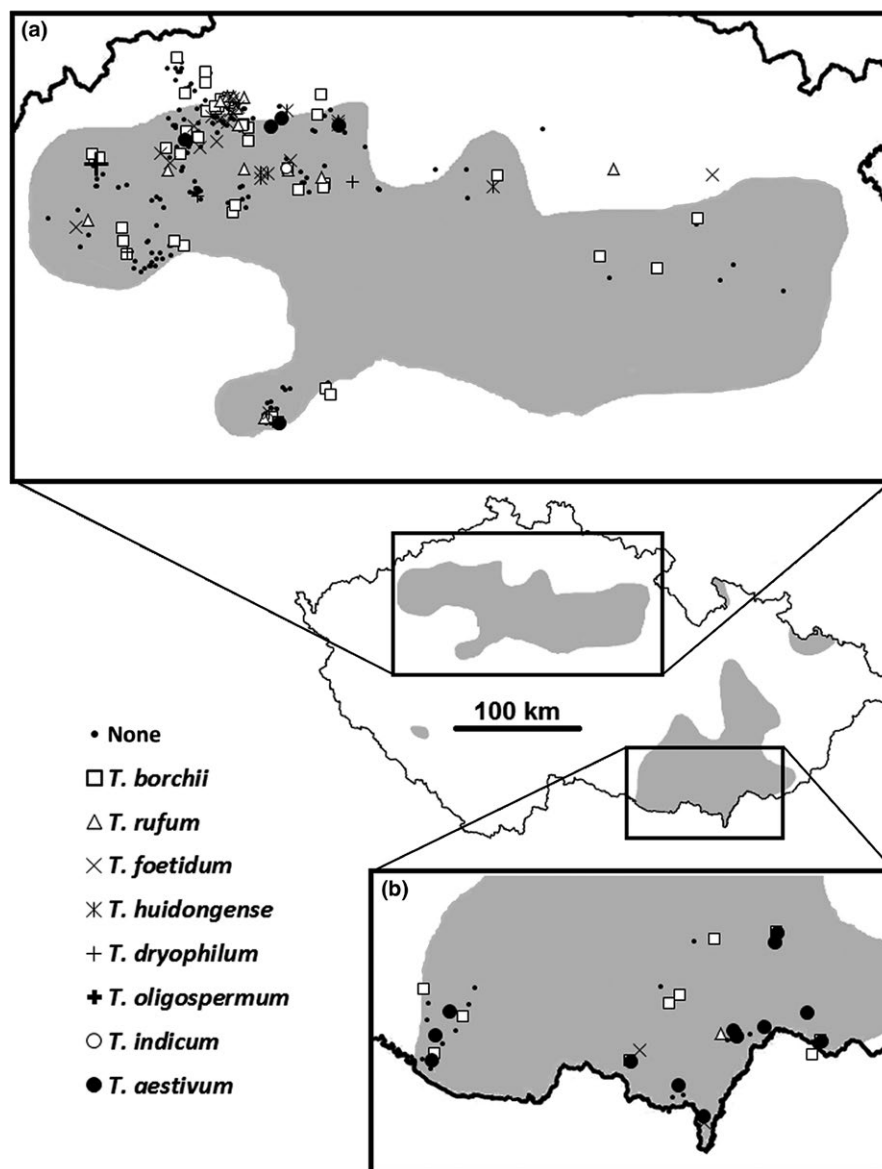 (a)
100 km
None
T. borchii
T. rufum
T. foetidum
T. huidongense
T. dryophilum
T. oligospermum
T. indicum
T. aestivum
(b)